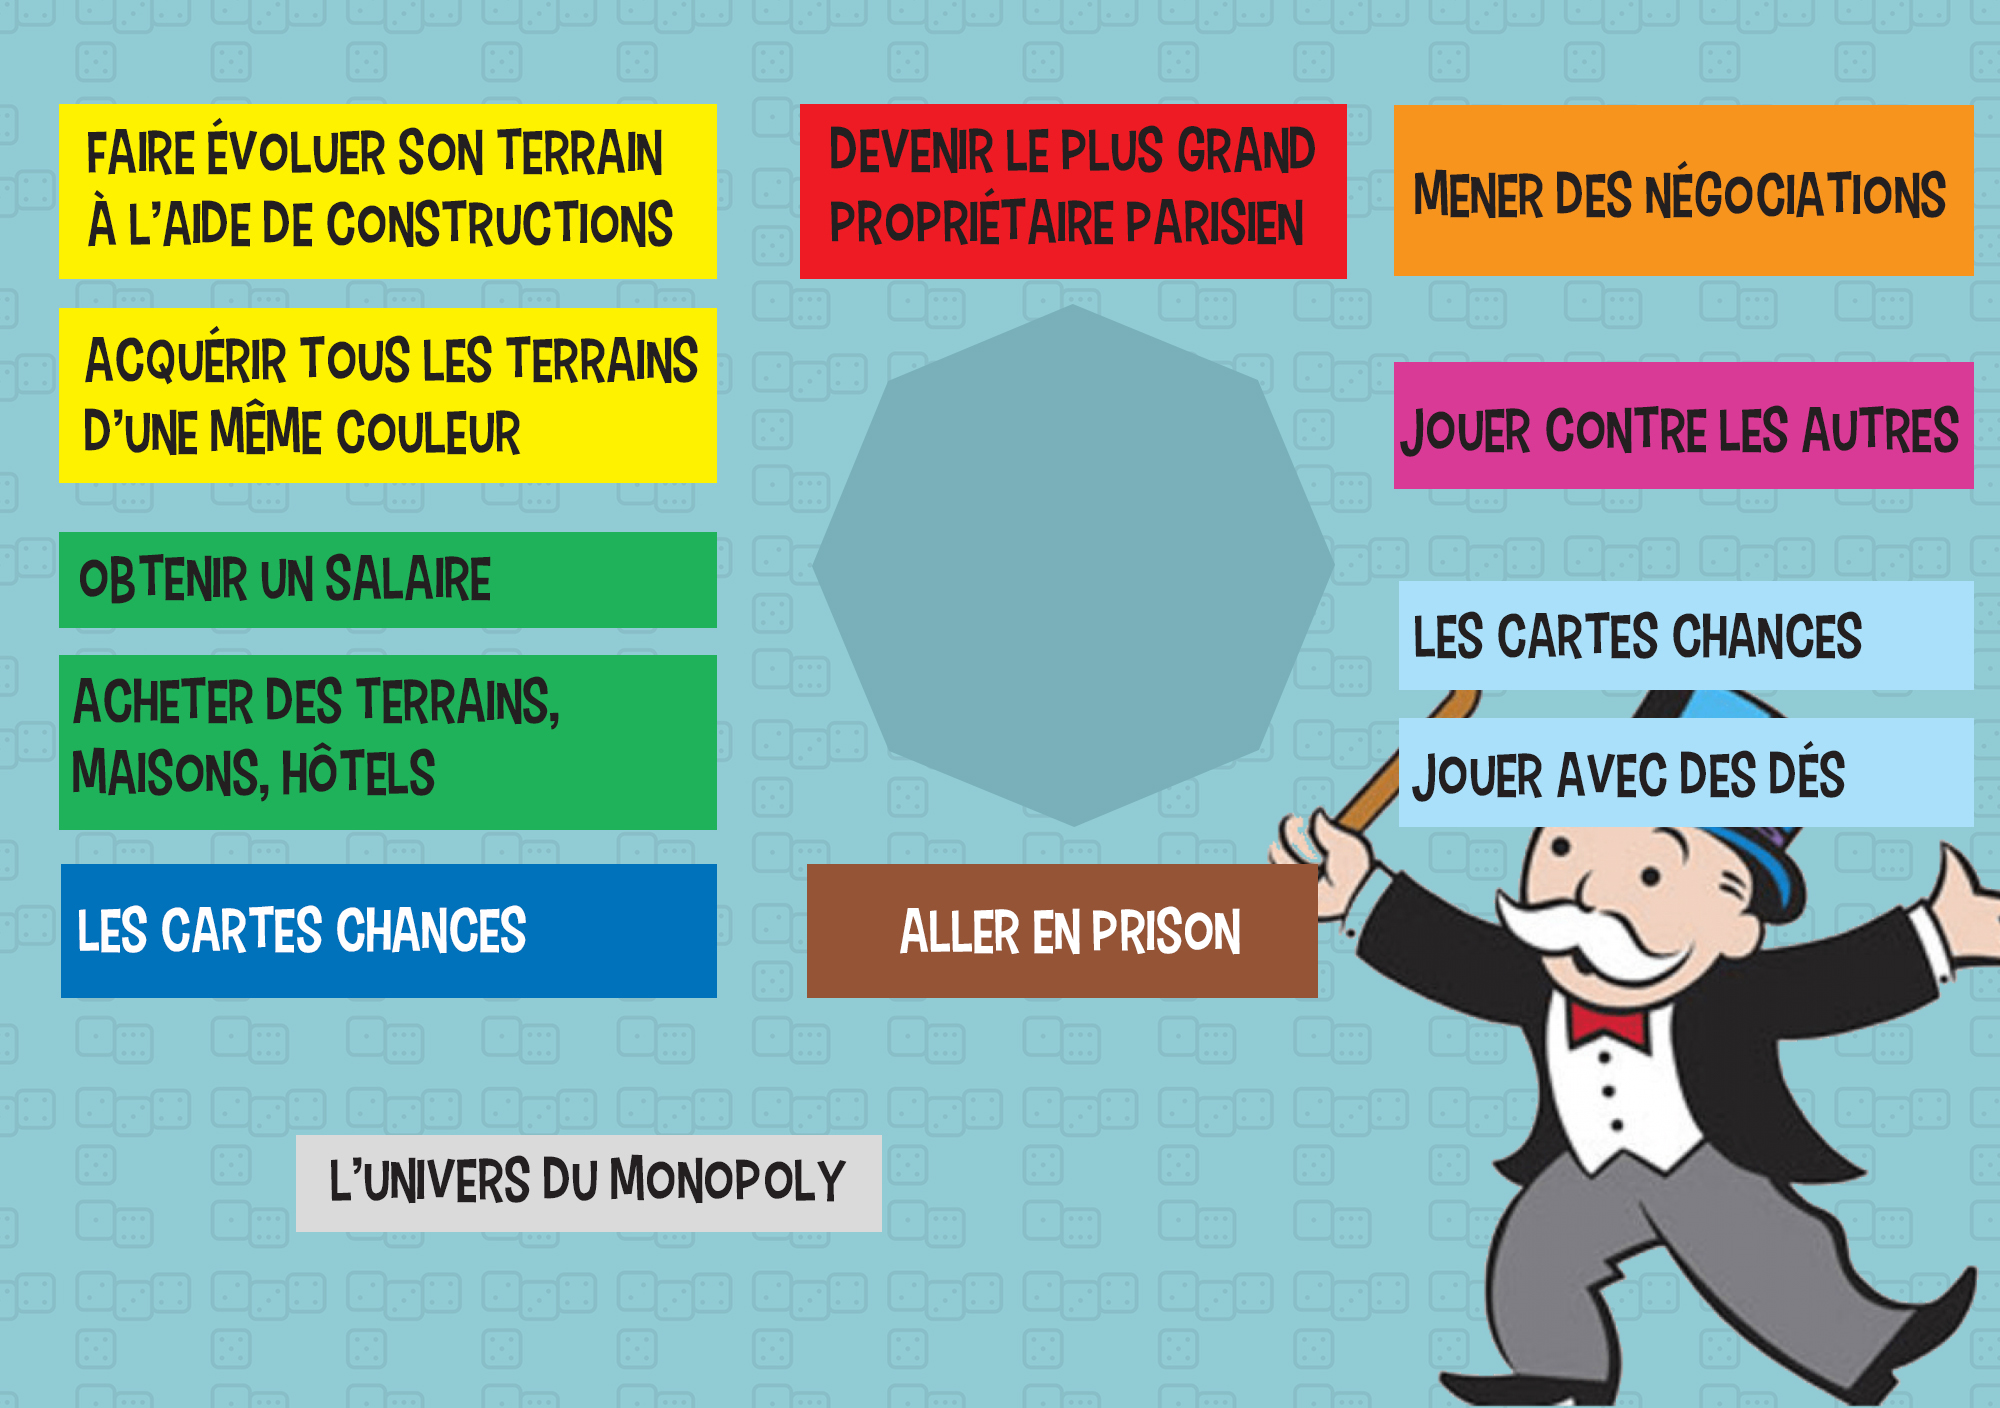 FAIRE ÉVOLUER SON TERRAIN
À L'AIDE DE CONSTRUCTIONS
ACQUÉRIR TOUS LES TERRAINS
D'UNE MÊME COULEUR
OBTENIR UN SALAIRE
ACHETER DES TERRAINS,
MAISONS, HÔTELS
LES CARTES CHANCES
DEVENIR LE PLUS GRAND
PROPRIÉTAIRE PARISIEN
ALLER EN PRISON
MENER DES NÉGOCIATIONS
JOUER CONTRE LES AUTRES
LES CARTES CHANCES
JOUER AVEC DES DÉS
L'UNIVERS DU MONOPOLY